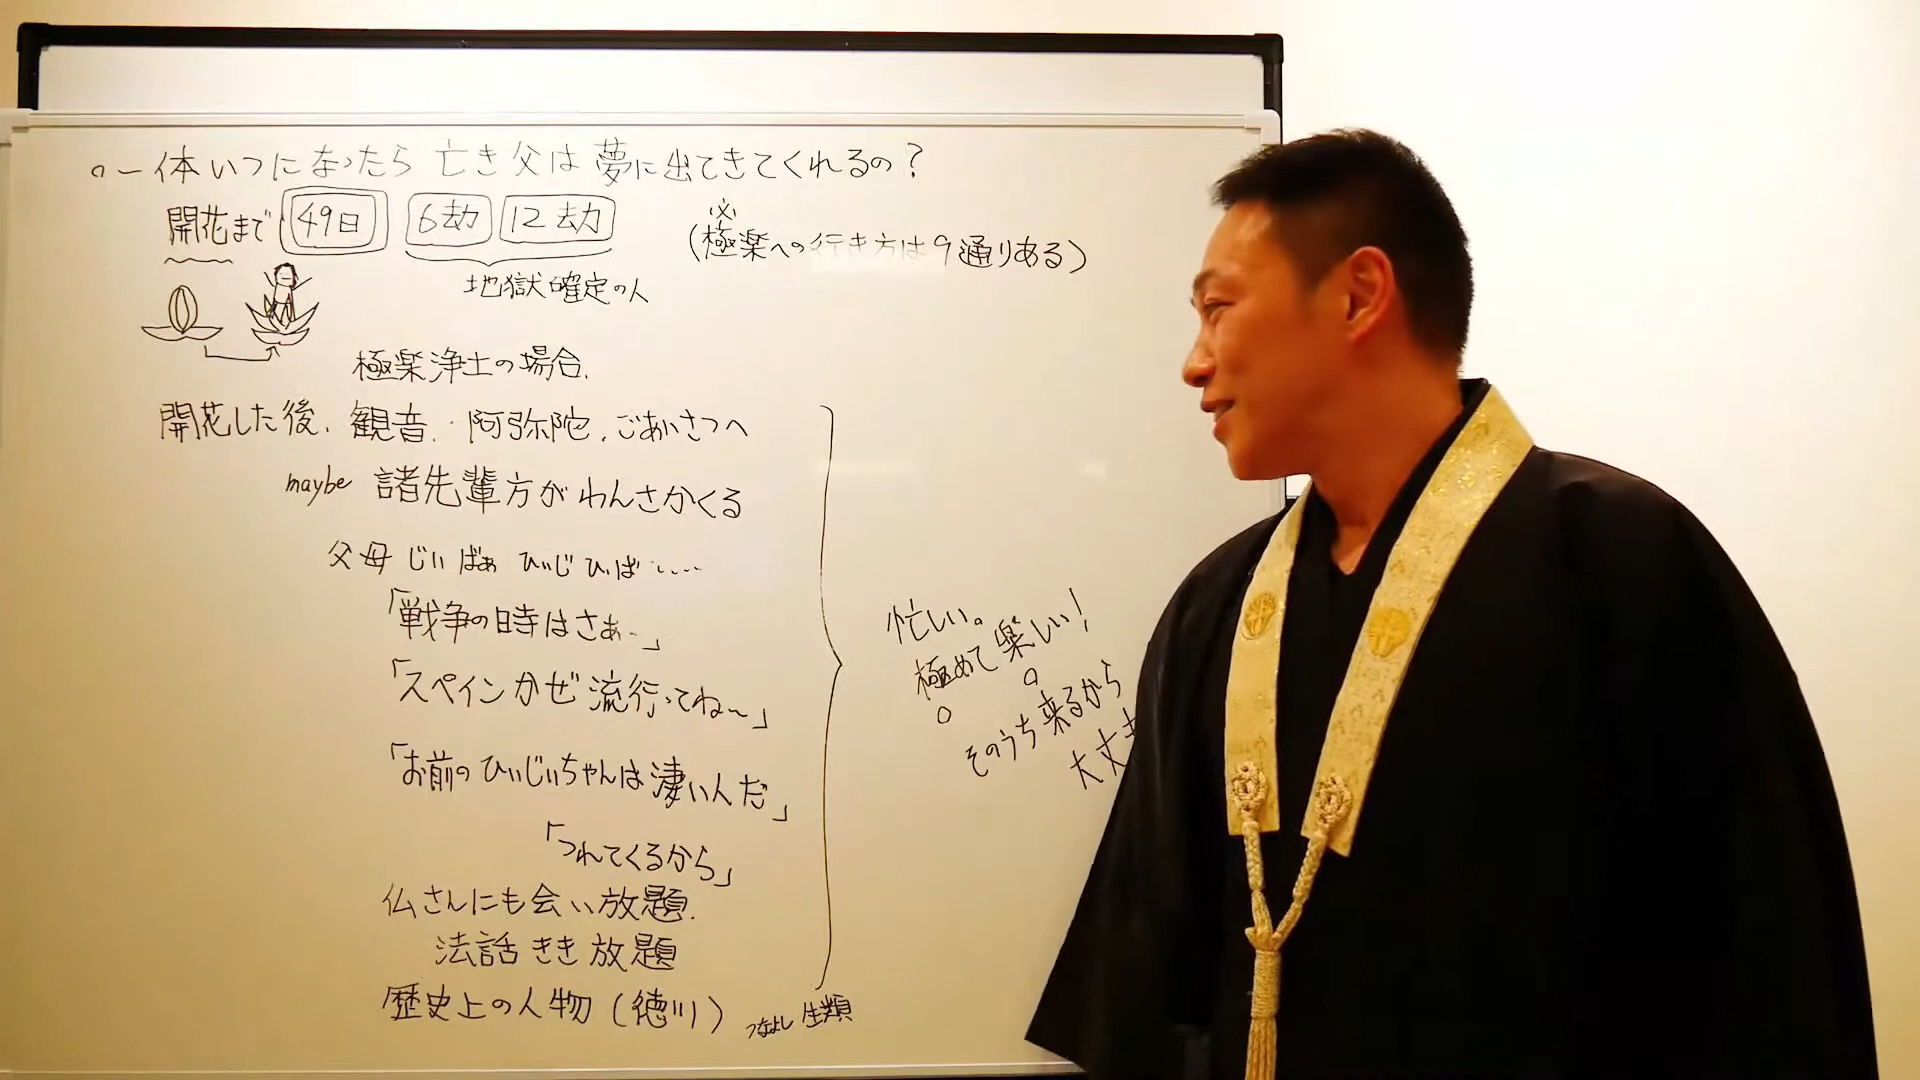 ○一体いつになったら亡き父は夢に出てきてくれるの？
開花まで 49日 6劫 12劫
(極楽への行き方は9通りある)
地獄確定の人
極楽浄土の場合.
開花した後、観音、阿弥陀、ごあいさつへ
maybe 諸先輩方がわんさかくる
父母 じい ばあ ひいじ ひいば……
「戦争の時はさあ~」
「スペインかぜ流行ってね~」
「お前のひいじいちゃんは凄い人だ」
「つれてくるから」
仏さんにも会い放題.
法話きき放題
歴史上の人物（徳川）
つなよし 生類
忙しい。
極めて楽しい!
そのうち来るから
大丈夫